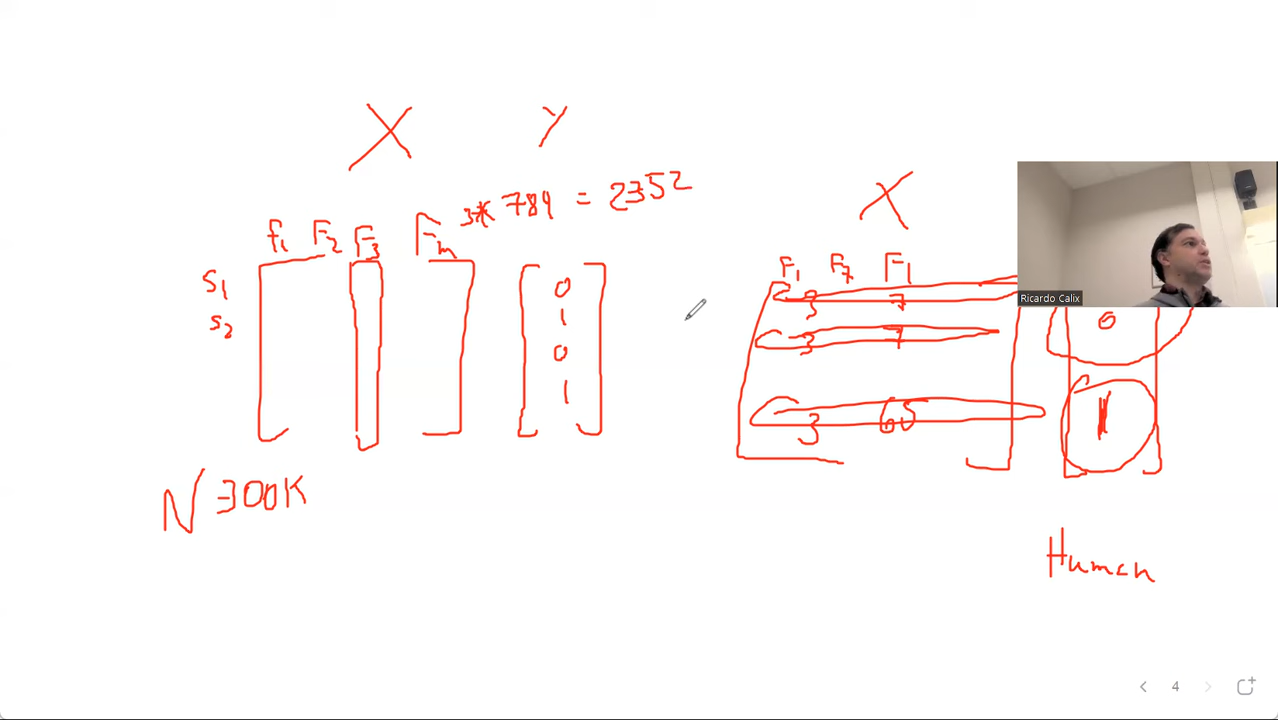 X Y
3* 784 = 2352
X
f1 F2 F3 Fm
F1 F7 F1
S1
0
3 7
Ricardo Calix
S2
1
0
3 7
0
1
3 65
1
N 300K
Human
4